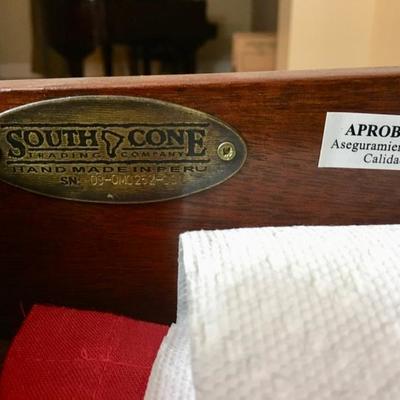 SOUTH CONE
TRADING COMPANY
HAND MADE IN PERU
SN:
APROB
Aseguramien
Calida